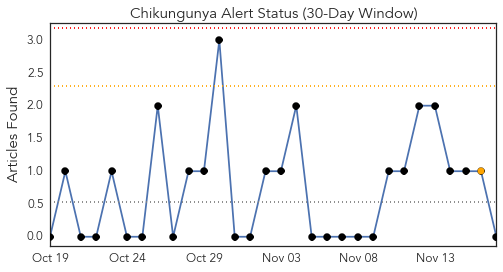 Chikungunya Alert Status (30-Day Window)
Articles Found
3.0
2.5
2.0
1.5
1.0
0.5
0.0
Oct 19 Oct 24 Oct 29 Nov 03 Nov 08 Nov 13